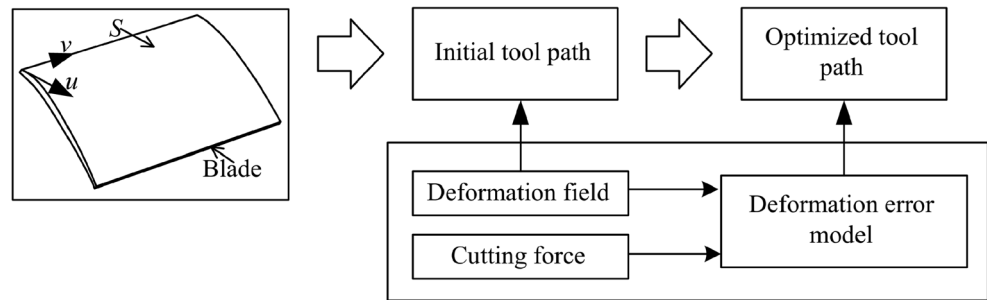 S
v
u
Blade
Initial tool path
Optimized tool
path
Deformation field
Cutting force
Deformation error
model